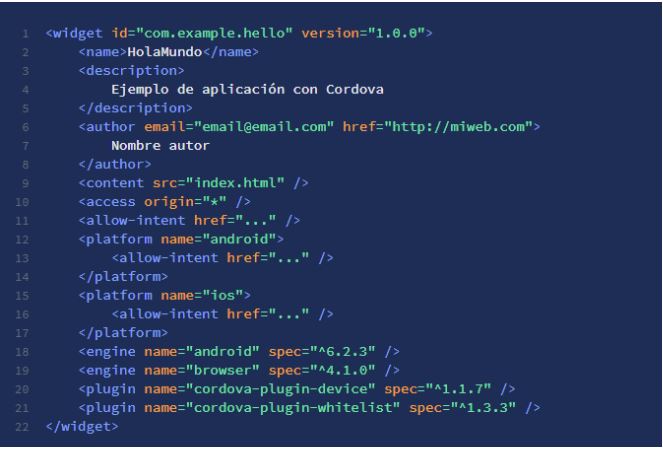 1 <widget id="com.example.hello" version="1.0.0">
2     <name>HolaMundo</name>
3     <description>
4         Ejemplo de aplicación con Cordova
5     </description>
6     <author email="email@email.com" href="http://miweb.com">
7         Nombre autor
8     </author>
9     <content src="index.html" />
10     <access origin="*" />
11     <allow-intent href="..." />
12     <platform name="android">
13         <allow-intent href="..." />
14     </platform>
15     <platform name="ios">
16         <allow-intent href="..." />
17     </platform>
18     <engine name="android" spec="^6.2.3" />
19     <engine name="browser" spec="^4.1.0" />
20     <plugin name="cordova-plugin-device" spec="^1.1.7" />
21     <plugin name="cordova-plugin-whitelist" spec="^1.3.3" />
22 </widget>